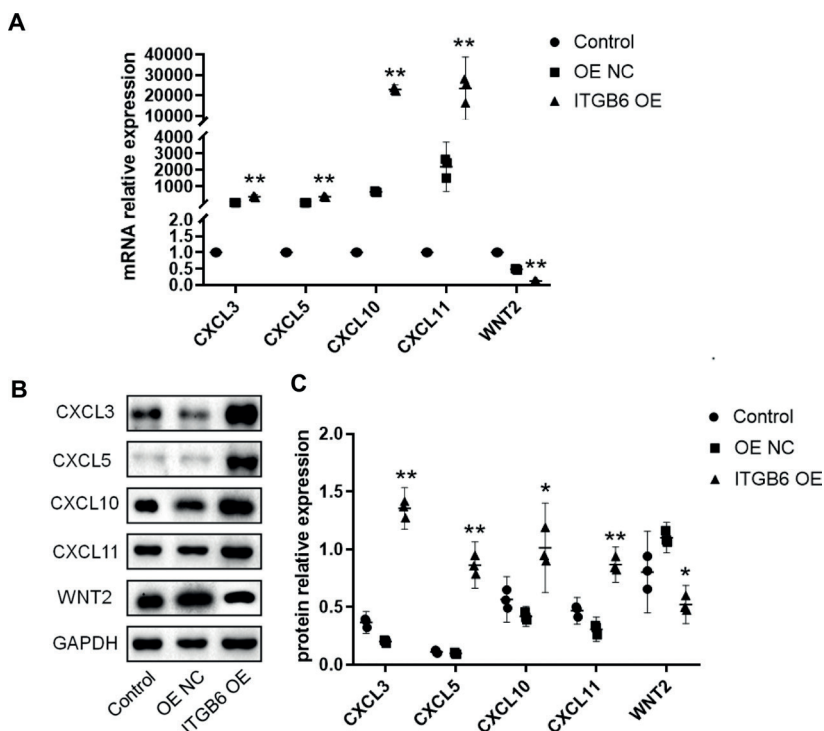 A
mRNA relative expression
40000
30000
20000
10000
4000
3000
2000
1000
2.0
1.5
1.0
0.5
0.0
** ** ** ** **
CXCL3 CXCL5 CXCL10 CXCL11 WNT2
Control
OE NC
ITGB6 OE
B
CXCL3
CXCL5
CXCL10
CXCL11
WNT2
GAPDH
Control OE NC ITGB6 OE
C
protein relative expression
2.0
1.5
1.0
0.5
0.0
** ** * ** *
CXCL3 CXCL5 CXCL10 CXCL11 WNT2
Control
OE NC
ITGB6 OE